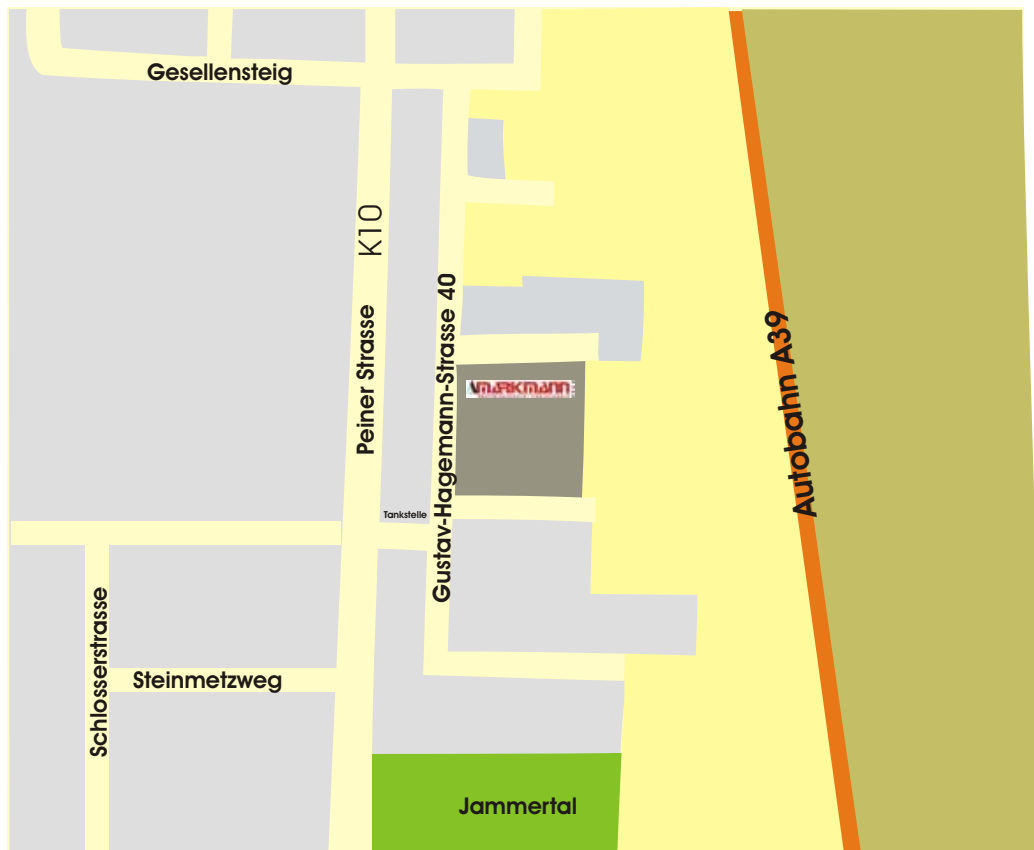 Gesellensteig
K10
Peiner Strasse
Gustav-Hagemann-Strasse 40
Autobahn A39
MARKMANN
Tankstelle
Schlosserstrasse
Steinmetzweg
Jammertal